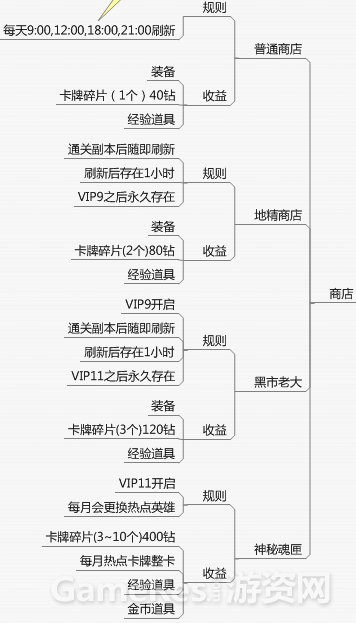 规则
每天9:00,12:00,18:00,21:00刷新
普通商店
装备
卡牌碎片（1个）40钻
收益
经验道具
通关副本后随即刷新
刷新后存在1小时
规则
VIP9之后永久存在
地精商店
装备
卡牌碎片(2个)80钻
收益
经验道具
商店
VIP9开启
通关副本后随即刷新
规则
刷新后存在1小时
VIP11之后永久存在
黑市老大
装备
卡牌碎片(3个)120钻
收益
经验道具
VIP11开启
规则
每月会更换热点英雄
卡牌碎片(3~10个)400钻
神秘魂匣
每月热点卡牌整卡
收益
经验道具
金币道具
GameRes游资网